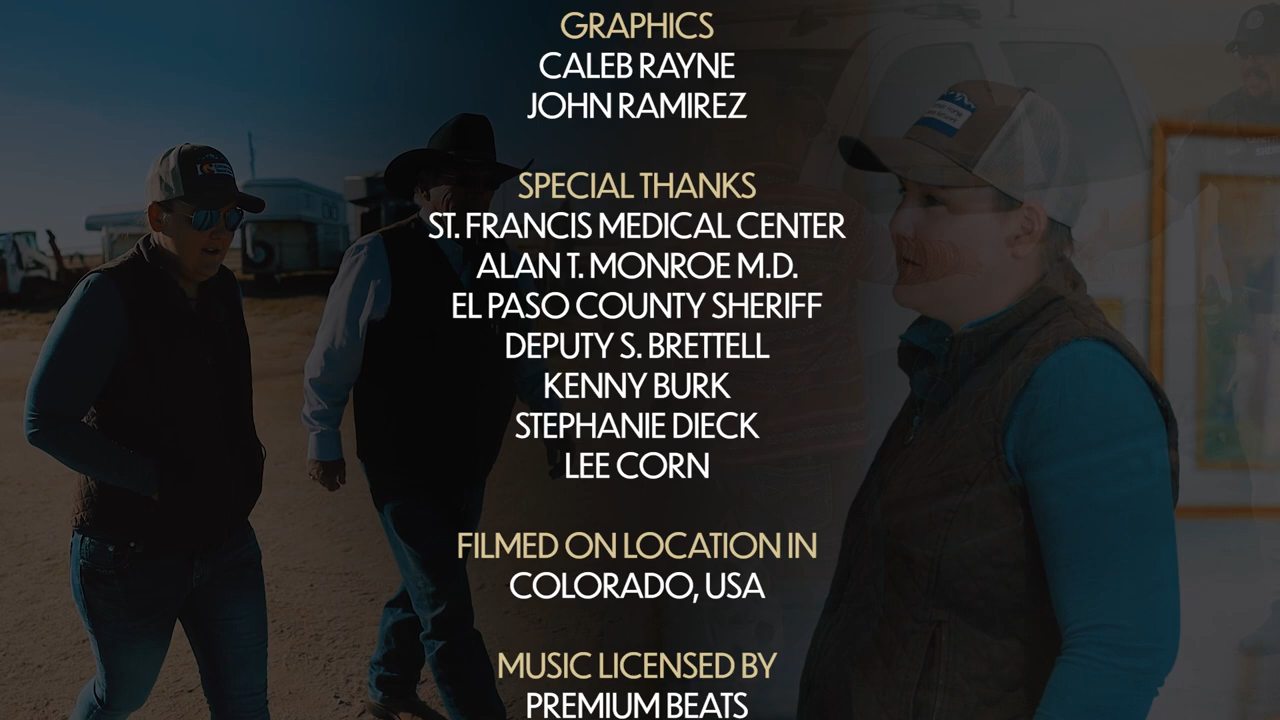 GRAPHICS
CALEB RAYNE
JOHN RAMIREZ
SPECIAL THANKS
ST. FRANCIS MEDICAL CENTER
ALAN T. MONROE M.D.
EL PASO COUNTY SHERIFF
DEPUTY S. BRETTELL
KENNY BURK
STEPHANIE DIECK
LEE CORN
FILMED ON LOCATION IN
COLORADO, USA
MUSIC LICENSED BY
PREMIUM BEATS